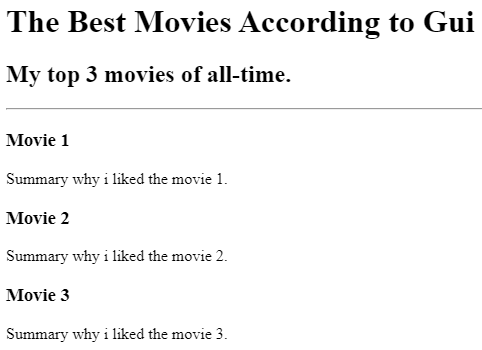 The Best Movies According to Gui
My top 3 movies of all-time.
Movie 1
Summary why i liked the movie 1.
Movie 2
Summary why i liked the movie 2.
Movie 3
Summary why i liked the movie 3.